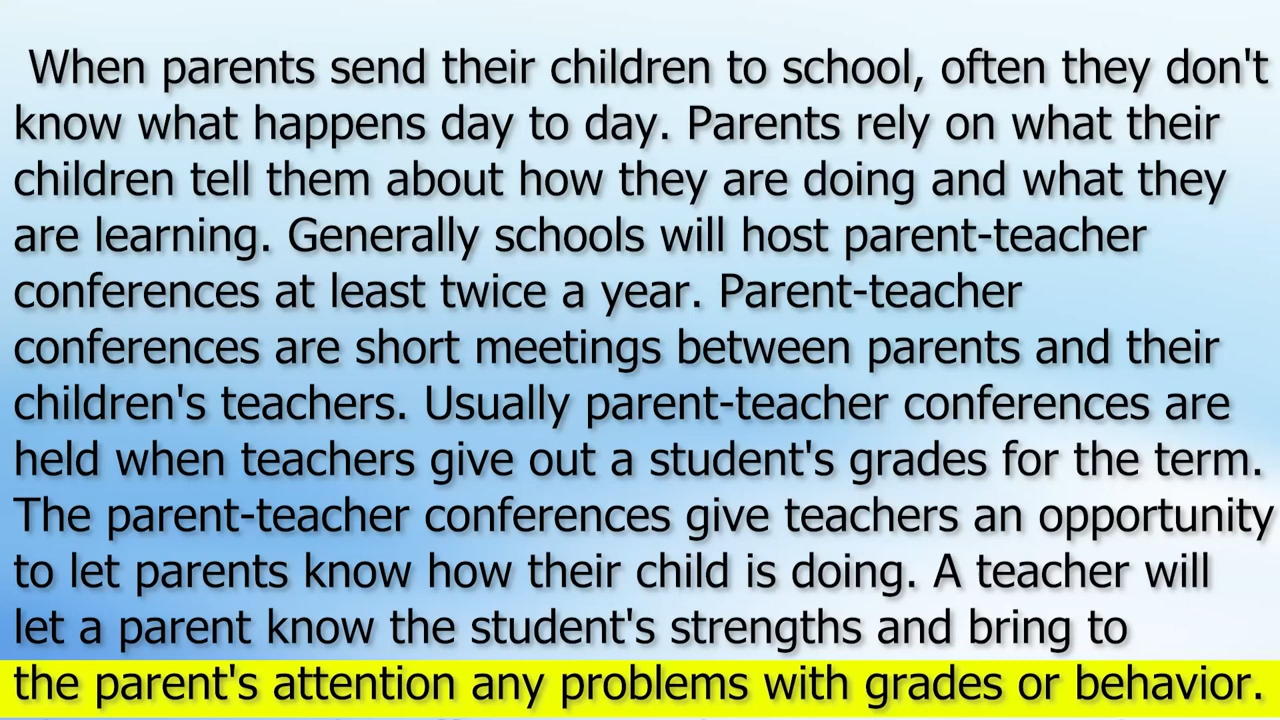 When parents send their children to school, often they don't
know what happens day to day. Parents rely on what their
children tell them about how they are doing and what they
are learning. Generally schools will host parent-teacher
conferences at least twice a year. Parent-teacher
conferences are short meetings between parents and their
children's teachers. Usually parent-teacher conferences are
held when teachers give out a student's grades for the term.
The parent-teacher conferences give teachers an opportunity
to let parents know how their child is doing. A teacher will
let a parent know the student's strengths and bring to
the parent's attention any problems with grades or behavior.